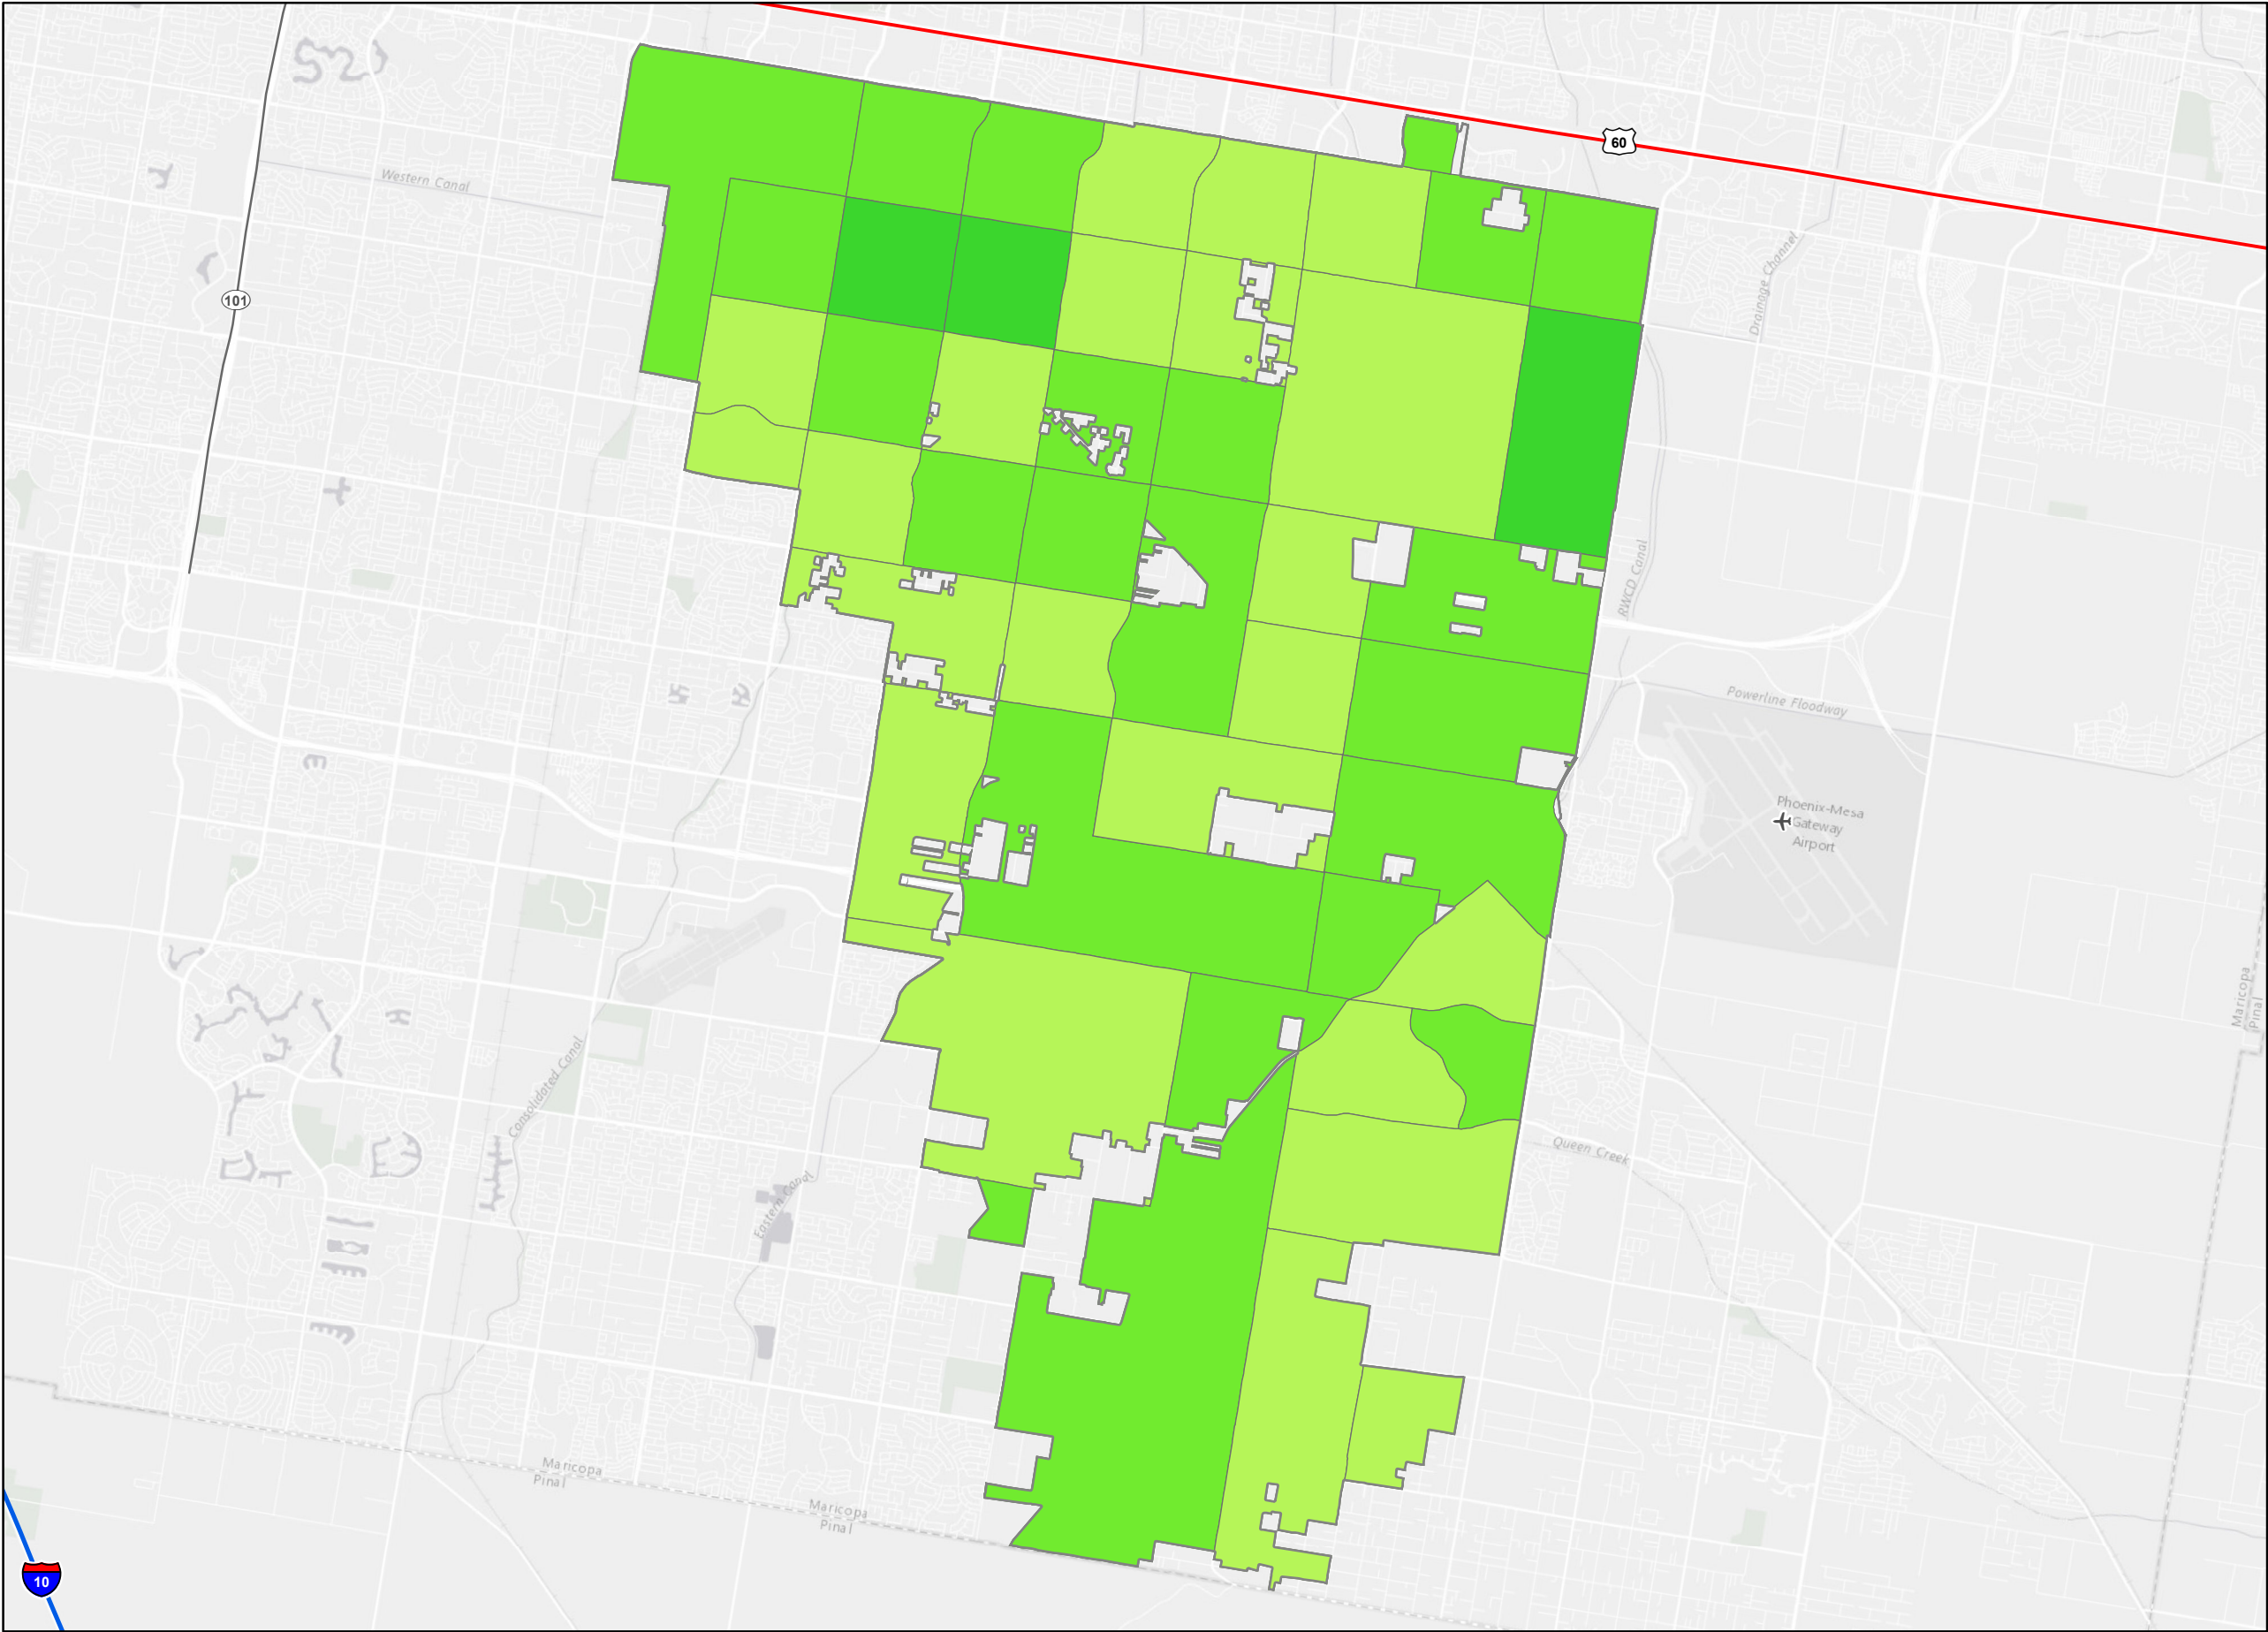 60
Western Canal
Drainage Channel
101
RWCD Canal
Powerline Floodway
Phoenix-Mesa
Gateway
Airport
Maricopa
Pinal
Consolidated Canal
Queen Creek
Eastern Canal
Maricopa
Pinal
Maricopa
Pinal
10